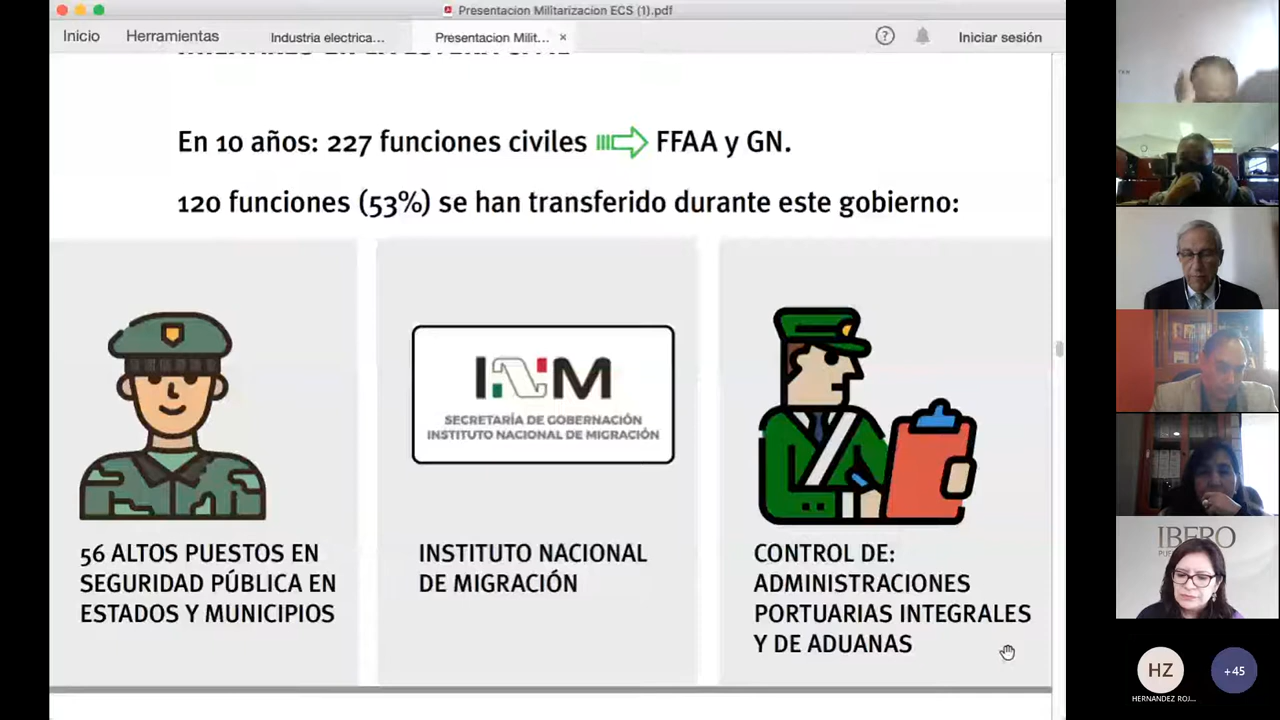 Presentacion Militarizacion ECS (1).pdf
Inicio
Herramientas
Industria electrica...
Presentacion Milit...
×
?
Iniciar sesión
En 10 años: 227 funciones civiles FFAA y GN.
120 funciones (53%) se han transferido durante este gobierno:
INM
SECRETARÍA DE GOBERNACIÓN
INSTITUTO NACIONAL DE MIGRACIÓN
56 ALTOS PUESTOS EN
SEGURIDAD PÚBLICA EN
ESTADOS Y MUNICIPIOS
INSTITUTO NACIONAL
DE MIGRACIÓN
CONTROL DE:
ADMINISTRACIONES
PORTUARIAS INTEGRALES
Y DE ADUANAS
IBERO
HZ
+45
HERNANDEZ ROJ...